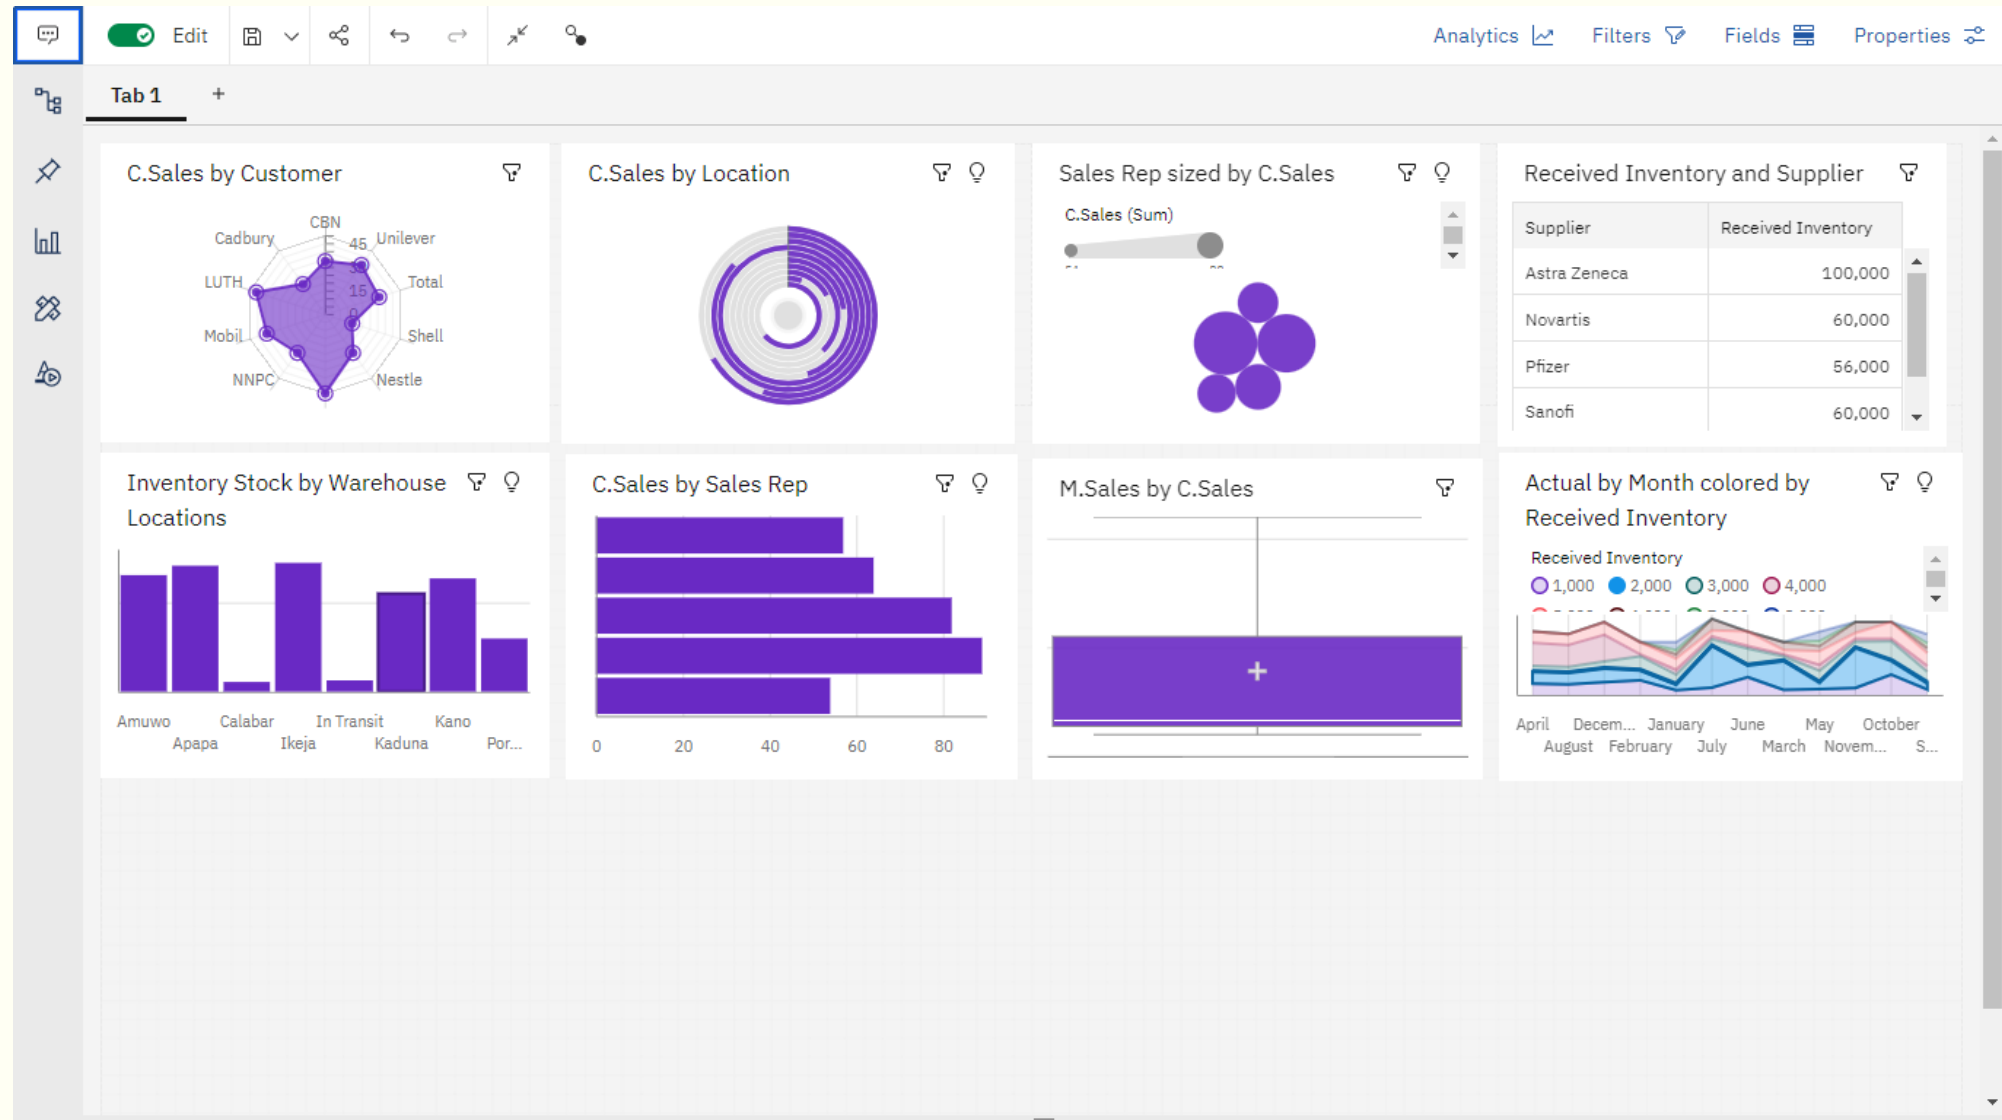 Edit
Analytics
Filters
Fields
Properties
Tab 1
+
C.Sales by Customer
CBN
Cadbury
45
Unilever
LUTH
Total
15
0
Mobil
Shell
NNPC
Nestle
C.Sales by Location
Sales Rep sized by C.Sales
C.Sales (Sum)
Received Inventory and Supplier
Supplier Received Inventory
Astra Zeneca 100,000
Novartis 60,000
Pfizer 56,000
Sanofi 60,000
Inventory Stock by Warehouse
Locations
Amuwo Calabar In Transit Kano
Apapa Ikeja Kaduna Por...
C.Sales by Sales Rep
0 20 40 60 80
M.Sales by C.Sales
Actual by Month colored by
Received Inventory
Received Inventory
1,000 2,000 3,000 4,000
April Decem... January June May October
August February July March Novem... S...